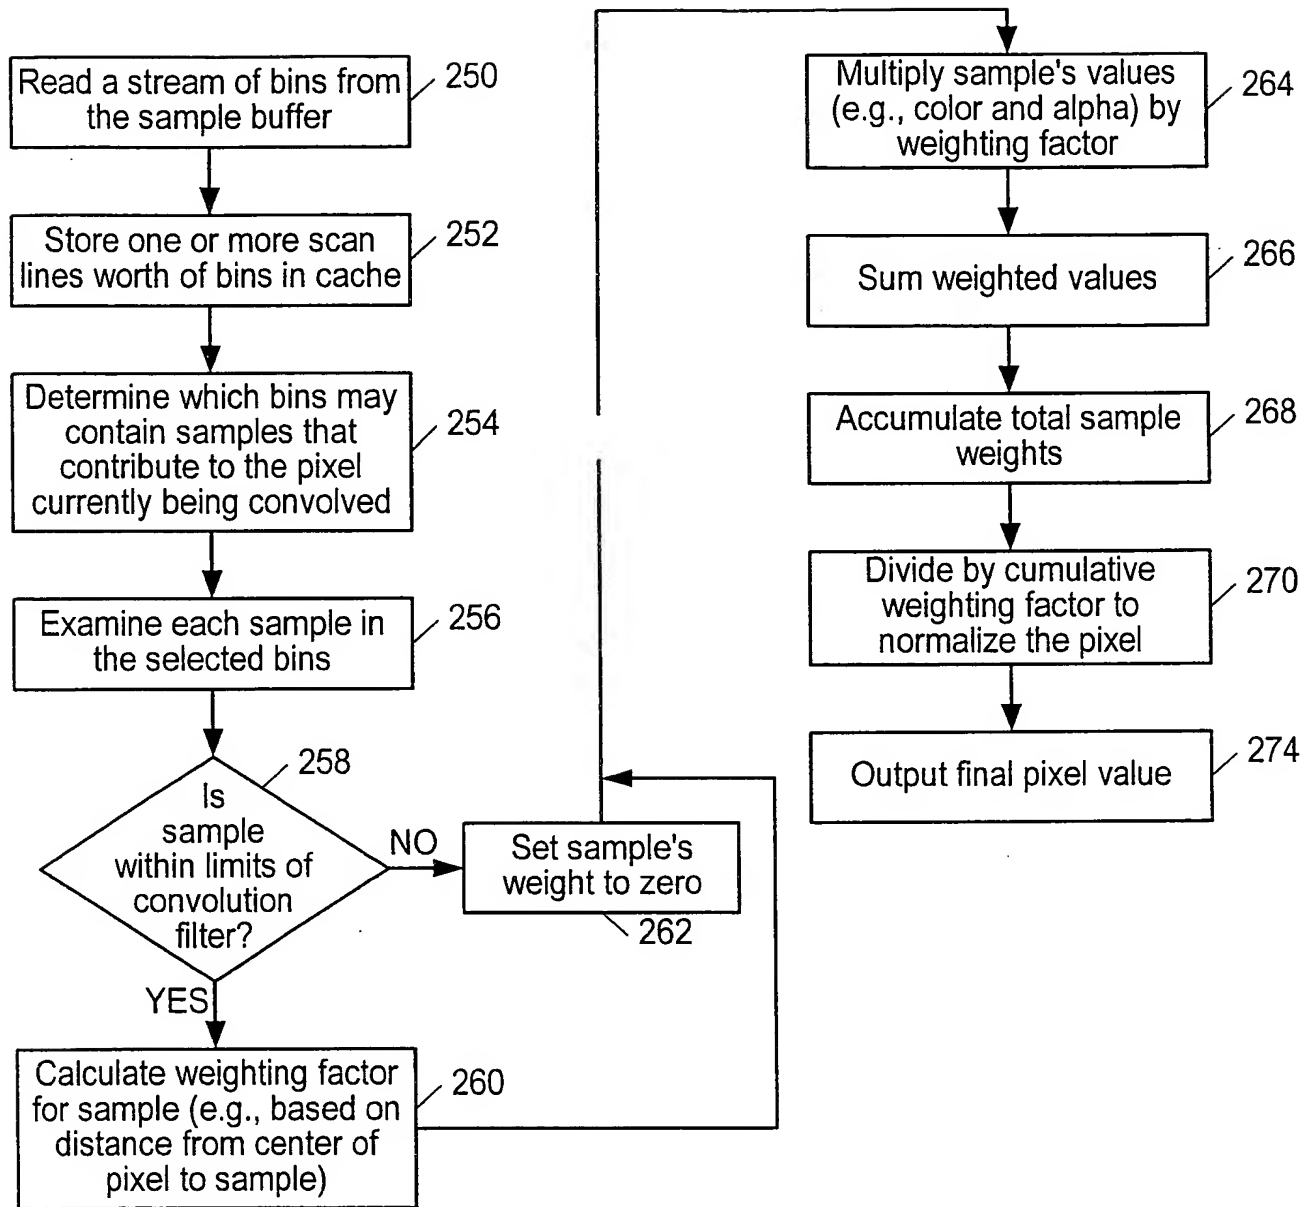 Read a stream of bins from
the sample buffer
250
Store one or more scan
lines worth of bins in cache
252
Determine which bins may
contain samples that
contribute to the pixel
currently being convolved
254
Examine each sample in
the selected bins
256
Is
sample
within limits of
convolution
filter?
258
NO
Set sample's
weight to zero
262
YES
Calculate weighting factor
for sample (e.g., based on
distance from center of
pixel to sample)
260
Multiply sample's values
(e.g., color and alpha) by
weighting factor
264
Sum weighted values
266
Accumulate total sample
weights
268
Divide by cumulative
weighting factor to
normalize the pixel
270
Output final pixel value
274